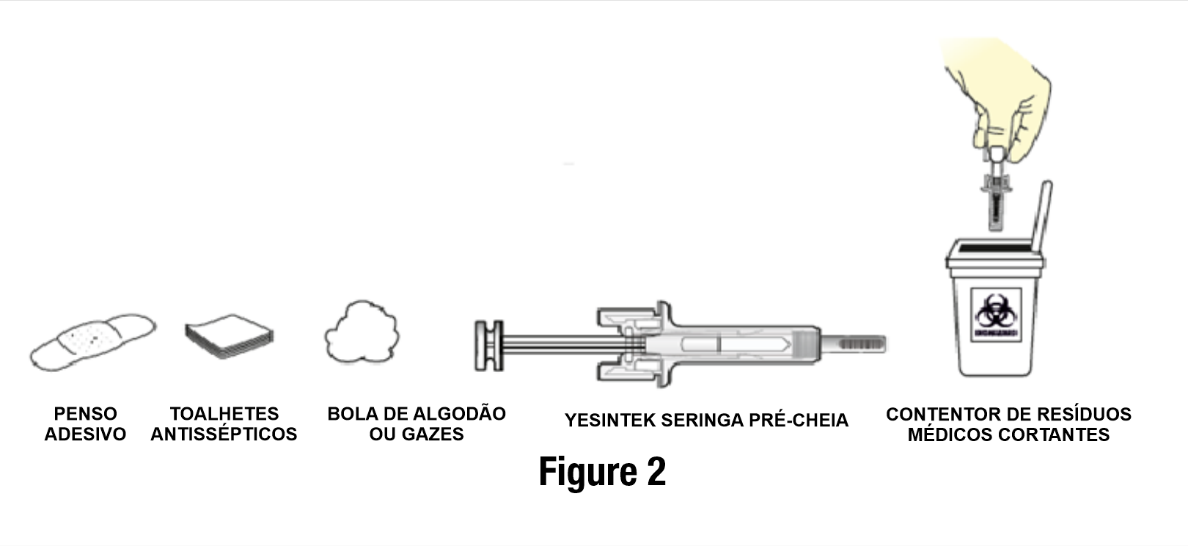 PENSO
ADESIVO
TOALHETES
ANTISSÉPTICOS
BOLA DE ALGODÃO
OU GAZES
YESINTEK SERINGA PRÉ-CHEIA
CONTENTOR DE RESÍDUOS
MÉDICOS CORTANTES
Figure 2